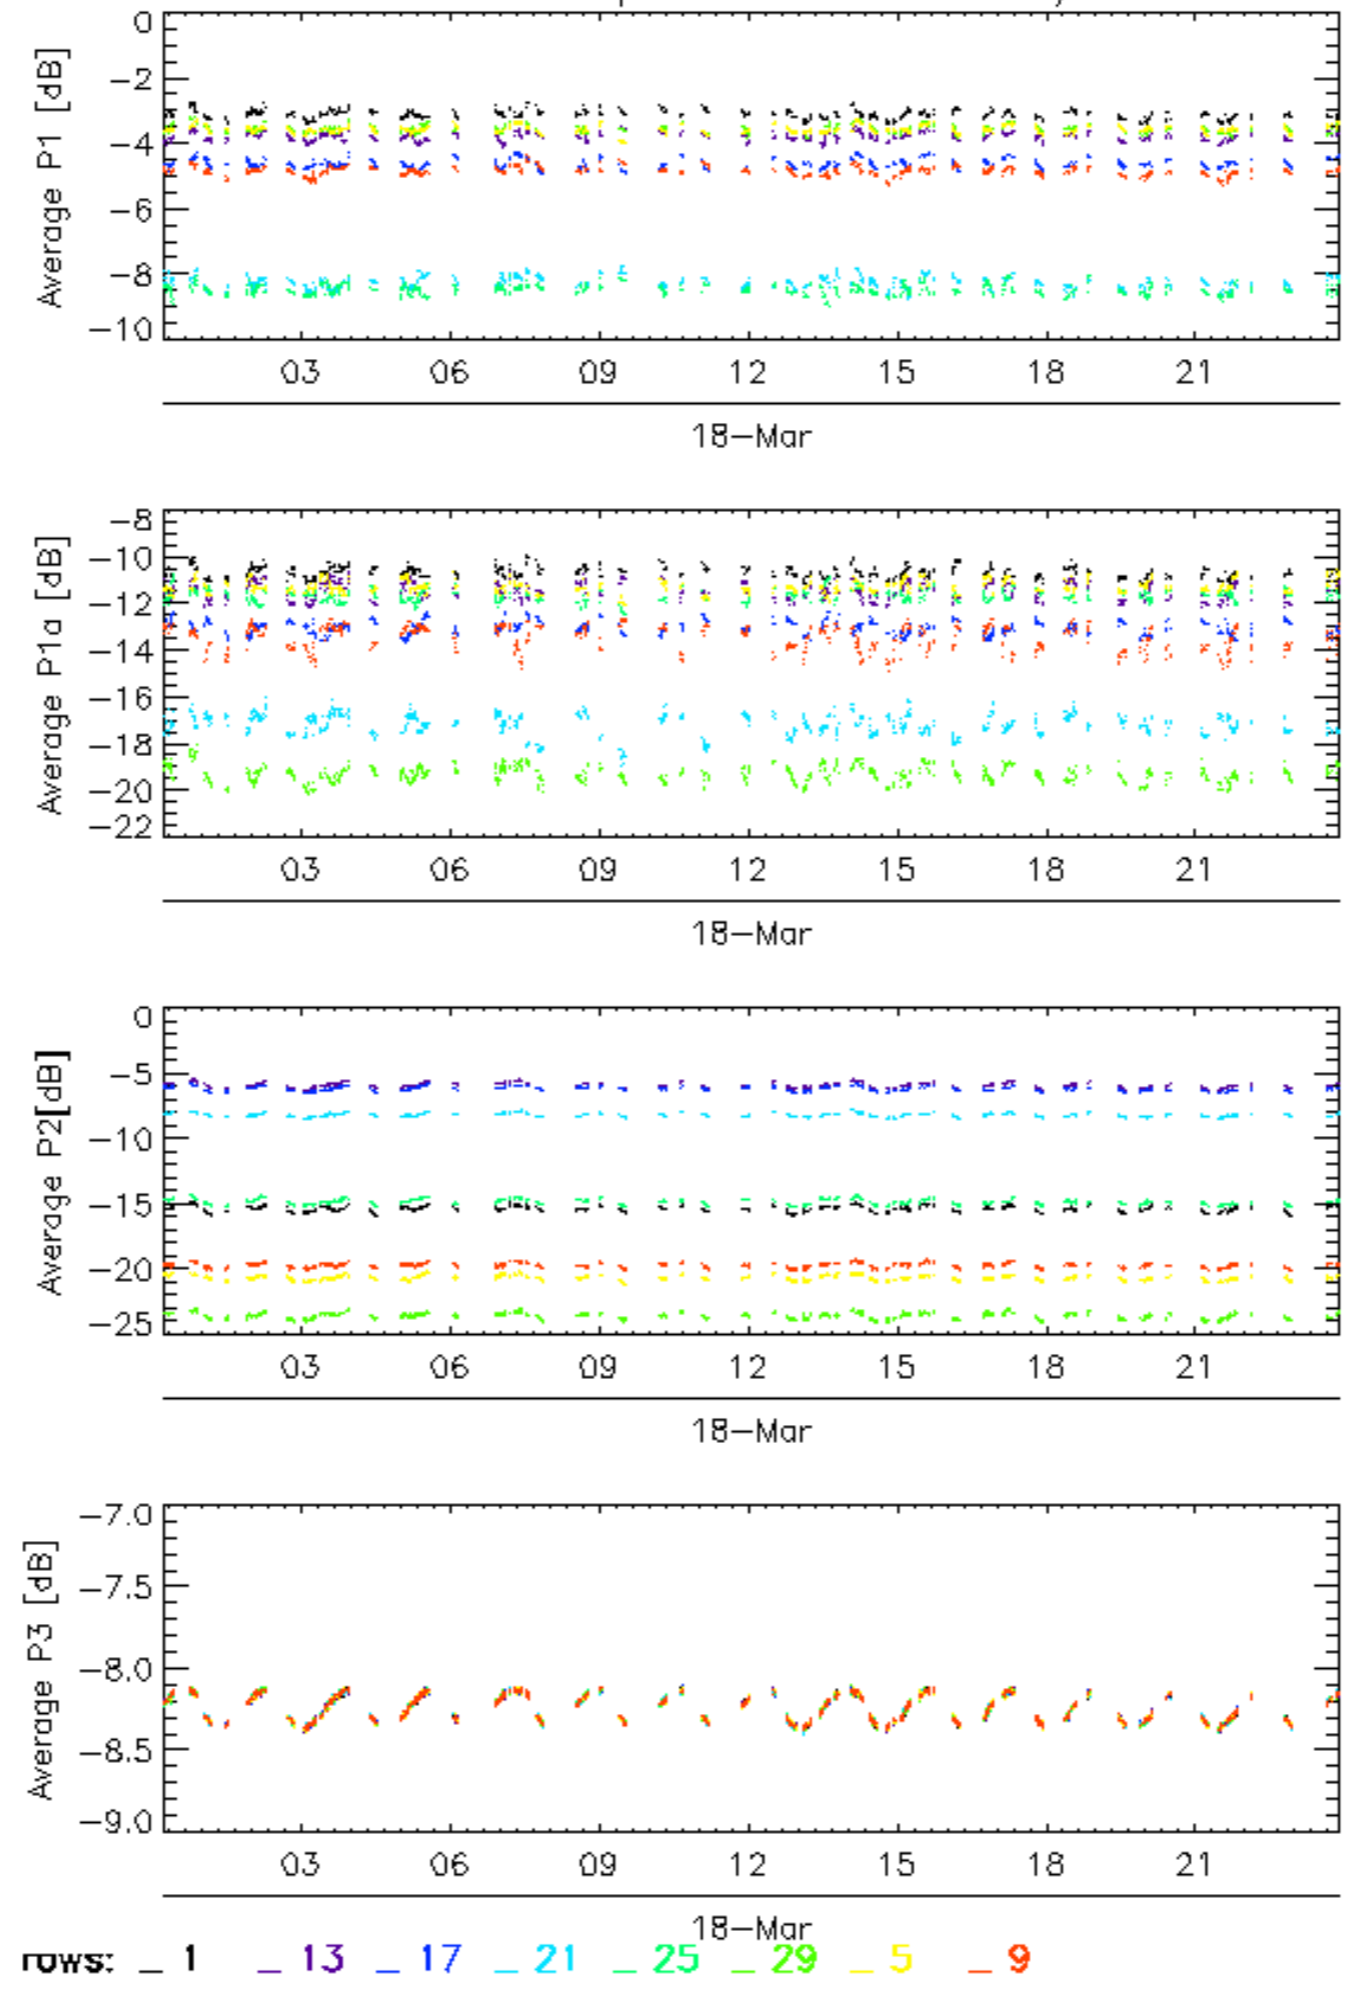 0
−2
−4
−6
−8
−10
Average P1 [dB]
03 06 09 12 15 18 21
18−Mar
−8
−10
−12
−14
−16
−18
−20
−22
Average P1a [dB]
03 06 09 12 15 18 21
18−Mar
0
−5
−10
−15
−20
−25
Average P2[dB]
03 06 09 12 15 18 21
18−Mar
−7.0
−7.5
−8.0
−8.5
−9.0
Average P3 [dB]
03 06 09 12 15 18 21
18−Mar
rows: _ 1 _ 13 _ 17 _ 21 _ 25 _ 29 _ 5 _ 9